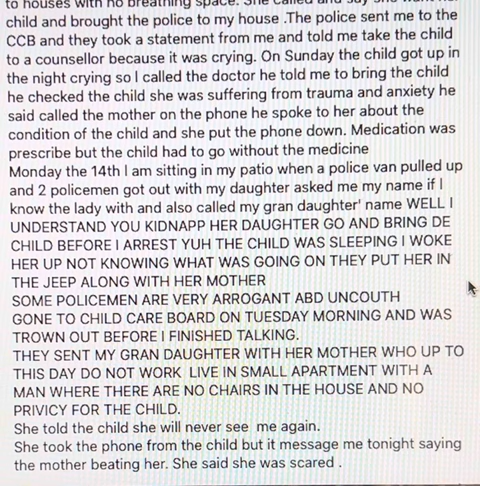 to houses with no breathing space. She called and say she want her
child and brought the police to my house .The police sent me to the
CCB and they took a statement from me and told me take the child
to a counsellor because it was crying. On Sunday the child got up in
the night crying so I called the doctor he told me to bring the child
he checked the child she was suffering from trauma and anxiety he
said called the mother on the phone he spoke to her about the
condition of the child and she put the phone down. Medication was
prescribe but the child had to go without the medicine
Monday the 14th I am sitting in my patio when a police van pulled up
and 2 policemen got out with my daughter asked me my name if I
know the lady with and also called my gran daughter' name WELL I
UNDERSTAND YOU KIDNAPP HER DAUGHTER GO AND BRING DE
CHILD BEFORE I ARREST YUH THE CHILD WAS SLEEPING I WOKE
HER UP NOT KNOWING WHAT WAS GOING ON THEY PUT HER IN
THE JEEP ALONG WITH HER MOTHER
SOME POLICEMEN ARE VERY ARROGANT ABD UNCOUTH
GONE TO CHILD CARE BOARD ON TUESDAY MORNING AND WAS
TROWN OUT BEFORE I FINISHED TALKING.
THEY SENT MY GRAN DAUGHTER WITH HER MOTHER WHO UP TO
THIS DAY DO NOT WORK  LIVE IN SMALL APARTMENT WITH A
MAN WHERE THERE ARE NO CHAIRS IN THE HOUSE AND NO
PRIVICY FOR THE CHILD.
She told the child she will never see  me again.
She took the phone from the child but it message me tonight saying
the mother beating her. She said she was scared .